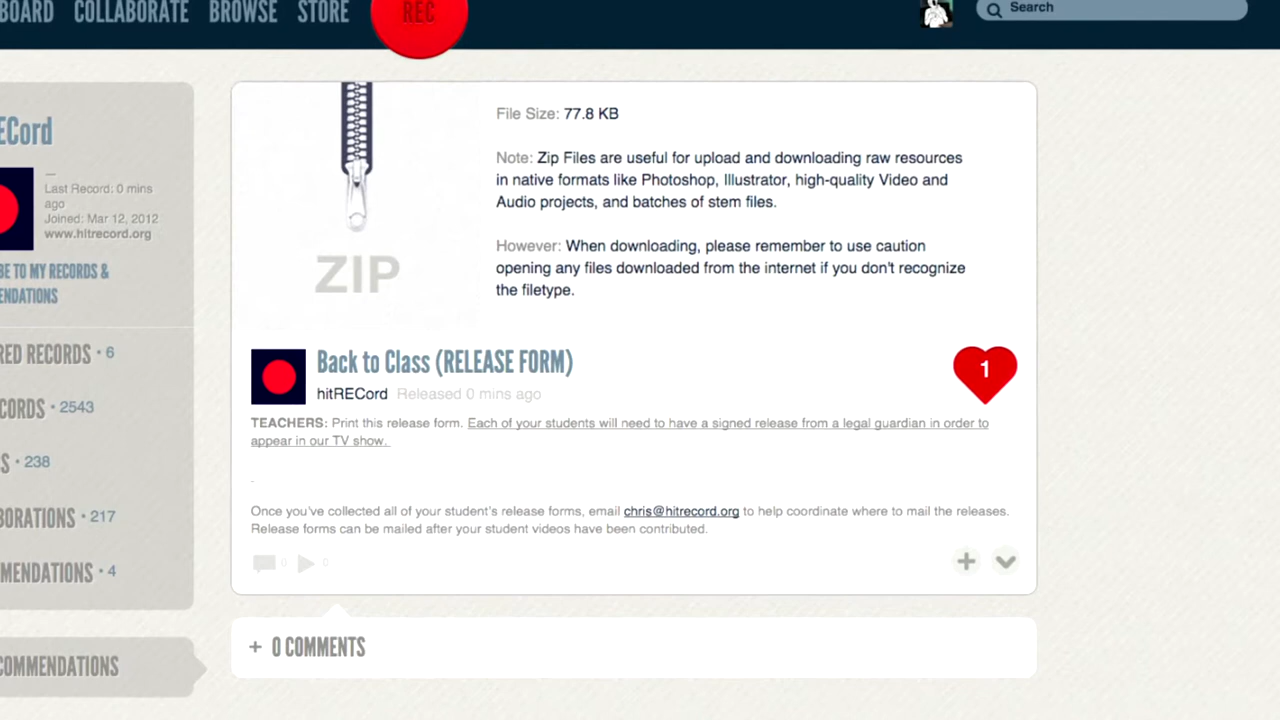 BOARD COLLABORATE BROWSE STORE REC Search
ECord
—
Last Record: 0 mins
ago
Joined: Mar 12, 2012
www.hitrecord.org
BE TO MY RECORDS &
ENDATIONS
RED RECORDS • 6
CORDS • 2543
S • 238
BORATIONS • 217
MENDATIONS • 4
COMMENDATIONS
ZIP
File Size: 77.8 KB
Note: Zip Files are useful for upload and downloading raw resources
in native formats like Photoshop, Illustrator, high-quality Video and
Audio projects, and batches of stem files.
However: When downloading, please remember to use caution
opening any files downloaded from the internet if you don't recognize
the filetype.
Back to Class (RELEASE FORM)
hitRECord Released 0 mins ago
1
TEACHERS: Print this release form. Each of your students will need to have a signed release from a legal guardian in order to
appear in our TV show.
.
Once you've collected all of your student's release forms, email chris@hitrecord.org to help coordinate where to mail the releases.
Release forms can be mailed after your student videos have been contributed.
0 0
+ 0 COMMENTS